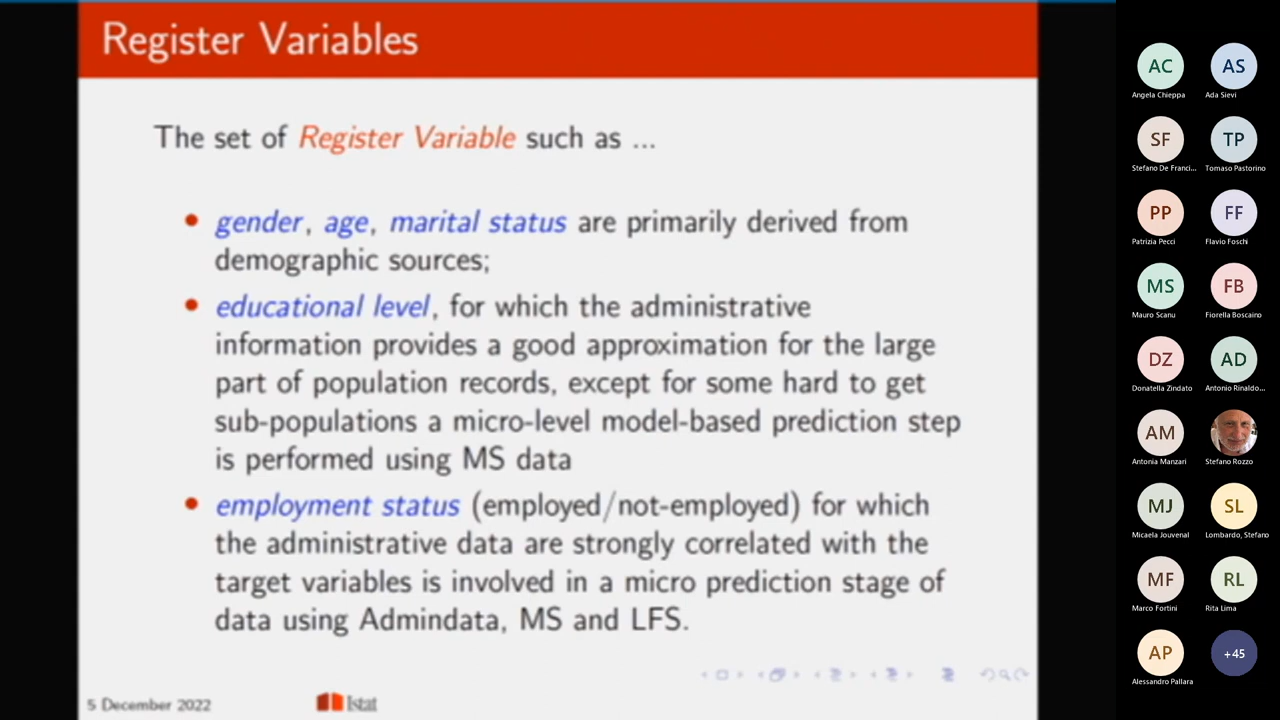 Register Variables
The set of Register Variable such as ...
gender, age, marital status are primarily derived from
demographic sources;
educational level, for which the administrative
information provides a good approximation for the large
part of population records, except for some hard to get
sub-populations a micro-level model-based prediction step
is performed using MS data
employment status (employed/not-employed) for which
the administrative data are strongly correlated with the
target variables is involved in a micro prediction stage of
data using Admindata, MS and LFS.
5 December 2022
Istat
AC
AS
Angela Chieppa
Ada Sievi
SF
TP
Stefano De Franci...
Tomaso Pastorino
PP
FF
Patrizia Pecci
Flavio Foschi
MS
FB
Mauro Scanu
Fiorella Boscaino
DZ
AD
Donatella Zindato
Antonio Rinaldo...
AM
Antonia Manzari
Stefano Rozzo
MJ
SL
Micaela Jouvenal
Lombardo, Stefano
MF
RL
Marco Fortini
Rita Lima
AP
+45
Alessandro Pallara